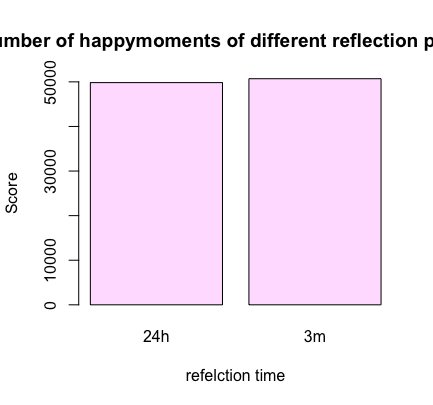 umber of happymoments of different reflection p
50000
30000
10000
0
Score
24h 3m
refelction time